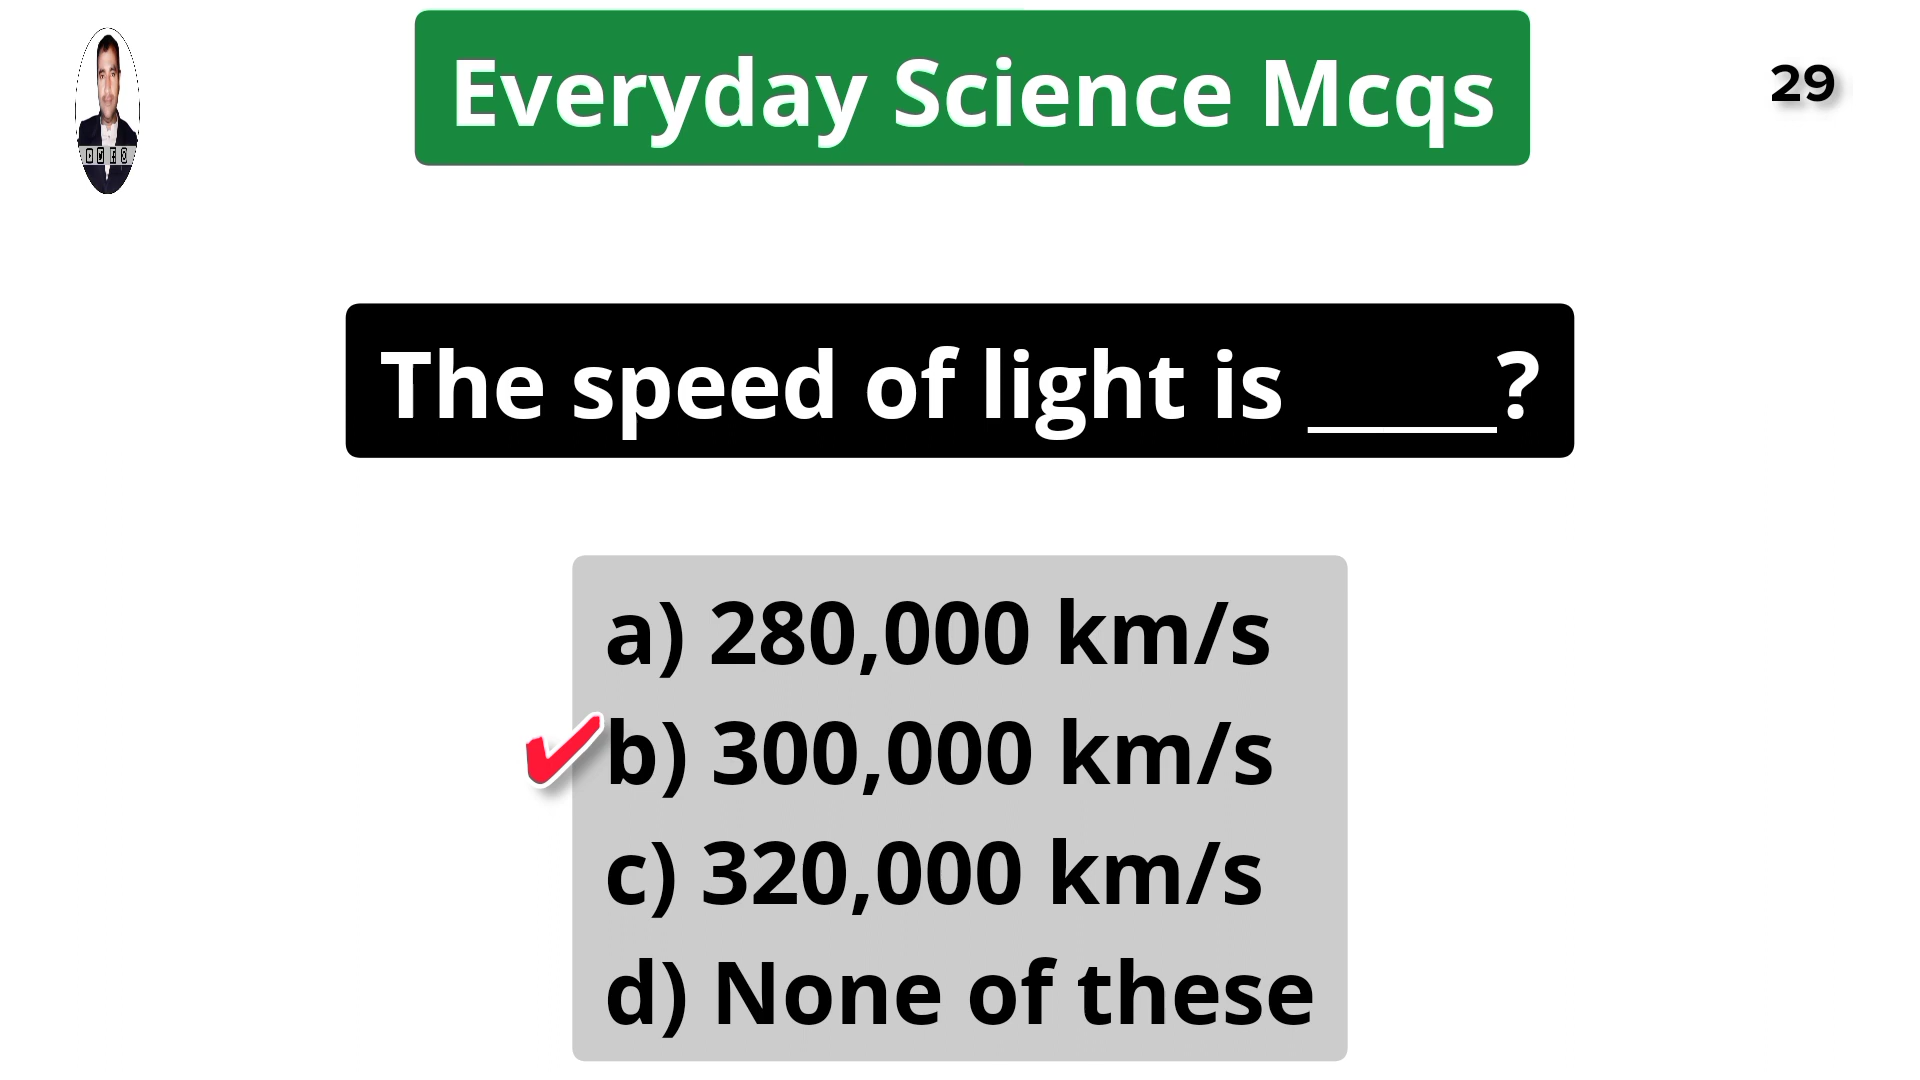 Everyday Science Mcqs
29
The speed of light is _____?
a) 280,000 km/s
b) 300,000 km/s
c) 320,000 km/s
d) None of these